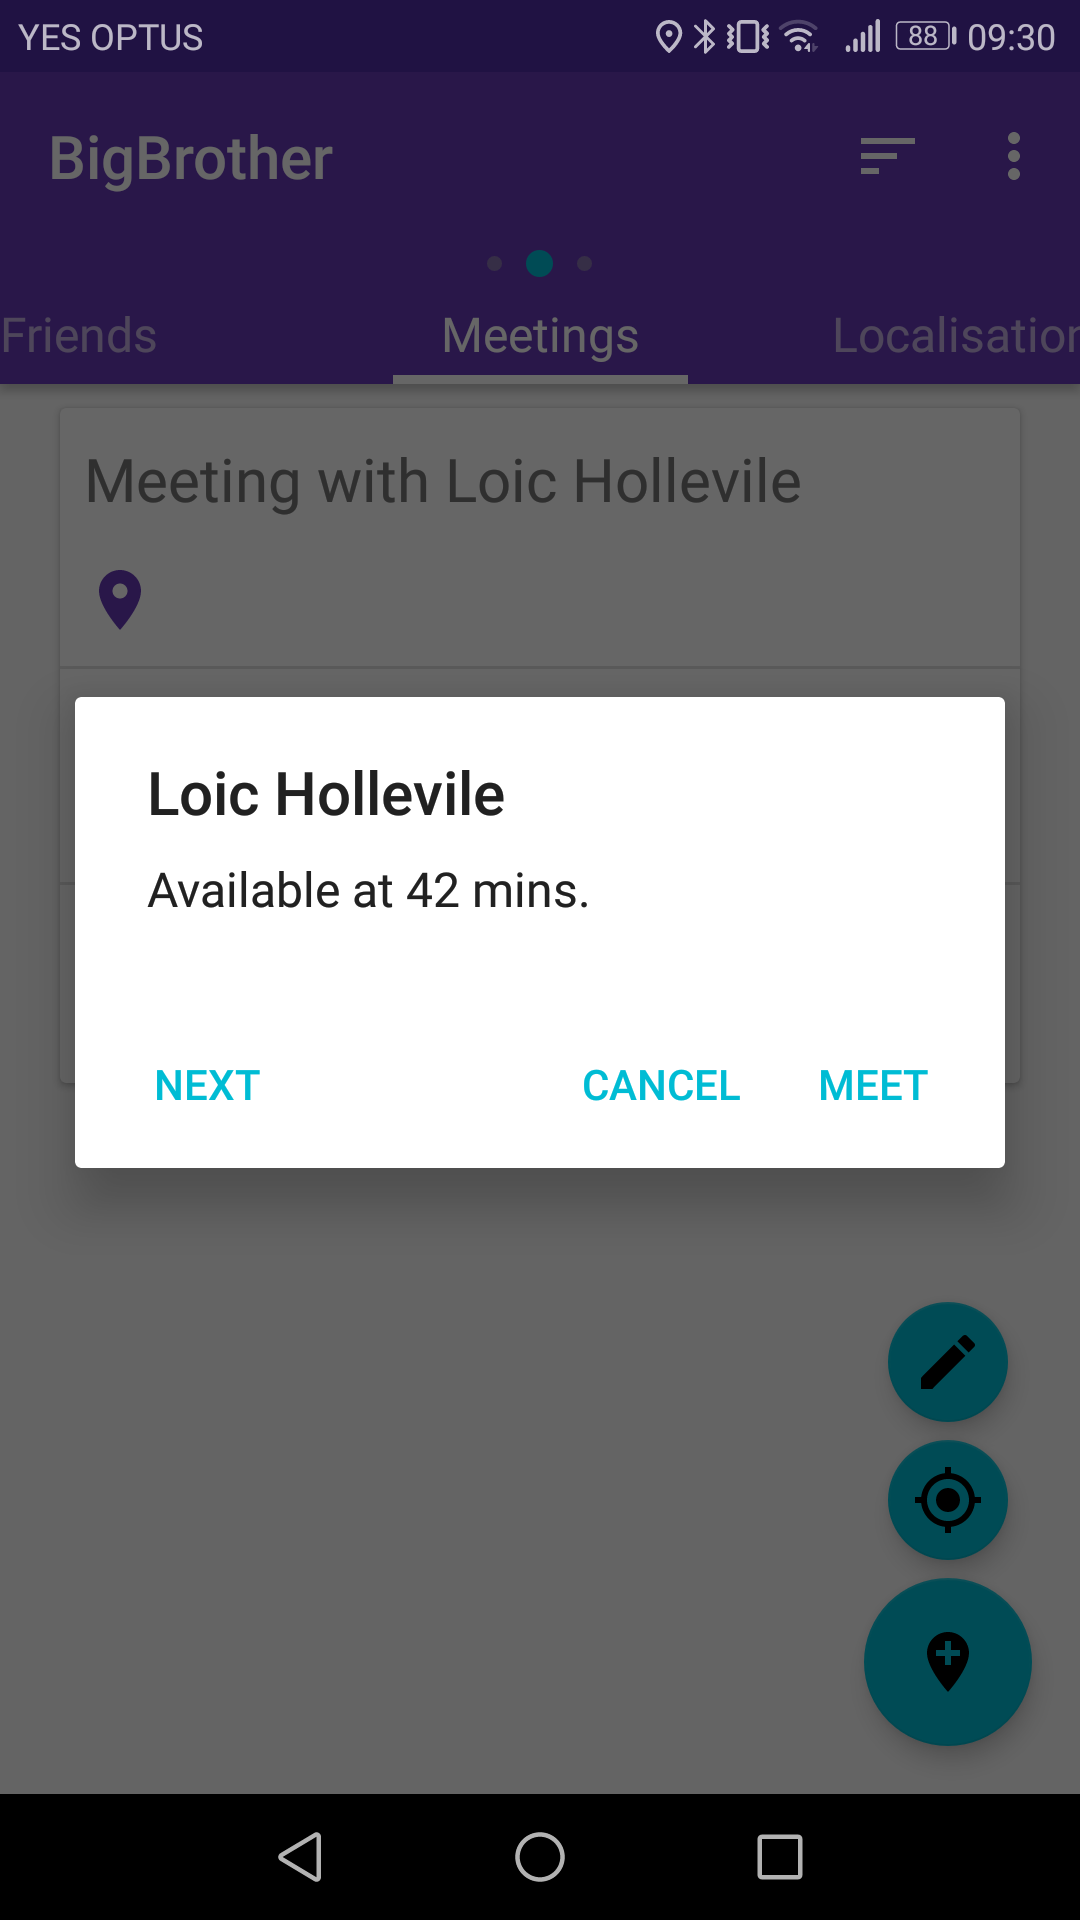 YES OPTUS 88 09:30
BigBrother
Friends Meetings Localisation
Meeting with Loic Hollevile
Loic Hollevile
Available at 42 mins.
NEXT CANCEL MEET